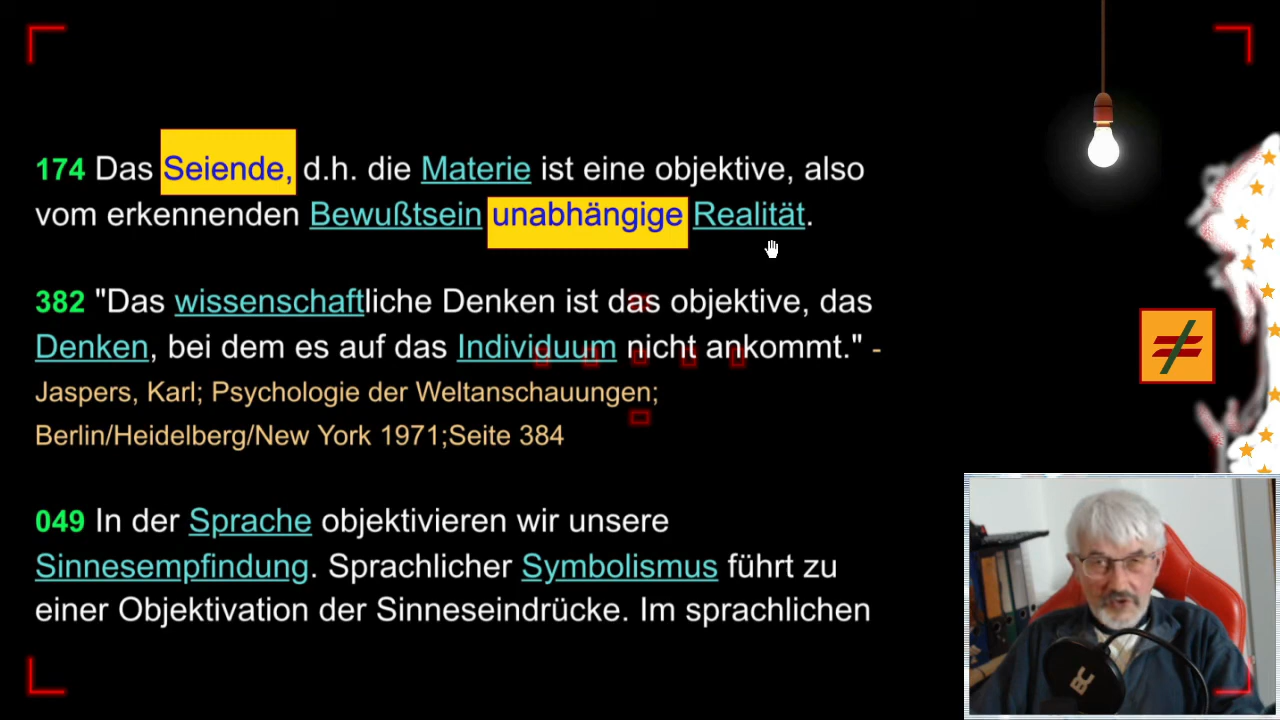 174 Das Seiende, d.h. die Materie ist eine objektive, also
vom erkennenden Bewußtsein unabhängige Realität.
382 "Das wissenschaftliche Denken ist das objektive, das
Denken, bei dem es auf das Individuum nicht ankommt." -
Jaspers, Karl; Psychologie der Weltanschauungen;
Berlin/Heidelberg/New York 1971;Seite 384
049 In der Sprache objektivieren wir unsere
Sinnesempfindung. Sprachlicher Symbolismus führt zu
einer Objektivation der Sinneseindrücke. Im sprachlichen
≠